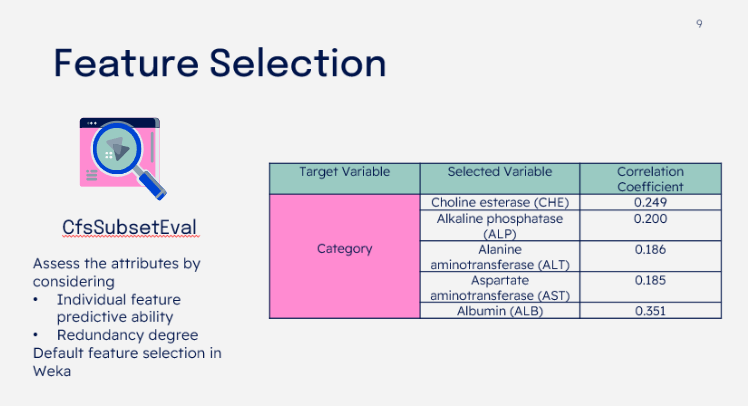 9
Feature Selection
CfsSubsetEval
Assess the attributes by
considering
• Individual feature
predictive ability
• Redundancy degree
Default feature selection in
Weka
Target Variable Selected Variable Correlation
Coefficient
Category
Choline esterase (CHE) 0.249
Alkaline phosphatase 0.200
(ALP)
Alanine 0.186
aminotransferase (ALT)
Aspartate 0.185
aminotransferase (AST)
Albumin (ALB) 0.351